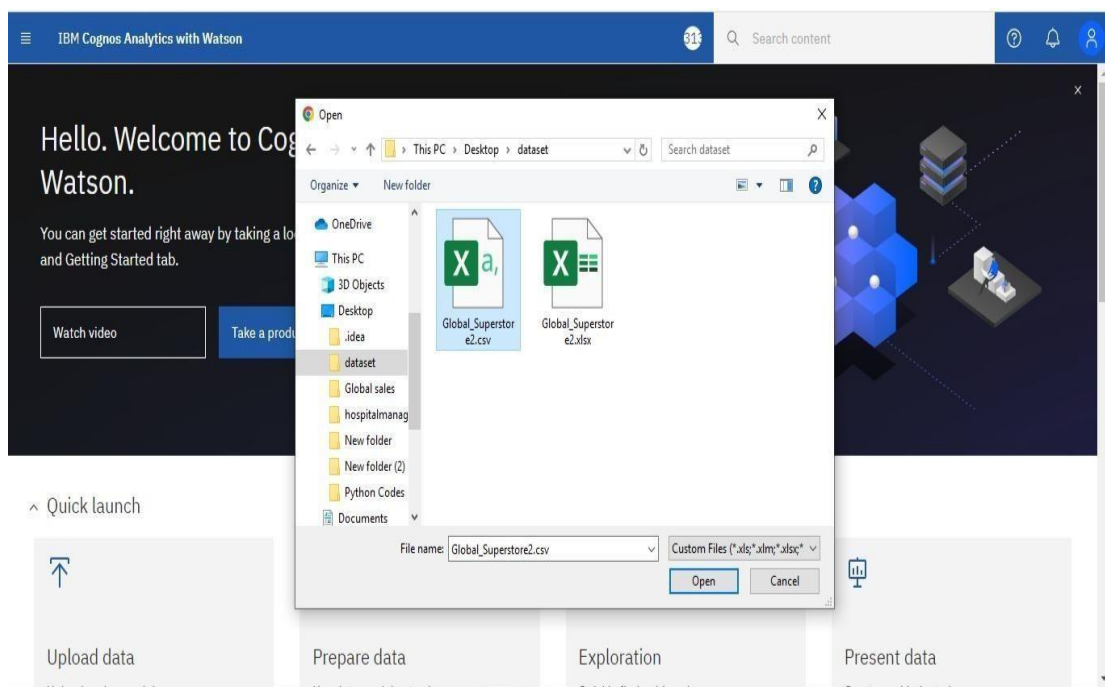 IBM Cognos Analytics with Watson
Search content
Hello. Welcome to Cog
Watson.
You can get started right away by taking a lo
and Getting Started tab.
Watch video
Take a produ
x
Open
X
This PC > Desktop > dataset
Search dataset
Organize
New folder
OneDrive
This PC
3D Objects
Desktop
.idea
dataset
Global sales
hospitalmanag
New folder
New folder (2)
Python Codes
Documents
Global_Superstor
e2.csv
Global_Superstor
e2.xlsx
File name:
Global_Superstore2.csv
Custom Files (*.xls;*.xlm;*.xlsx;*
Open
Cancel
Quick launch
Upload data
Prepare data
Exploration
Present data